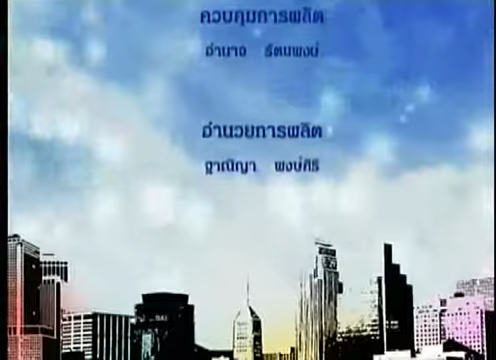 ควบคุมการผลิต
อำนาจ รัตนพงษ์
อำนวยการผลิต
ฐาณิญา พงษ์ศิริ